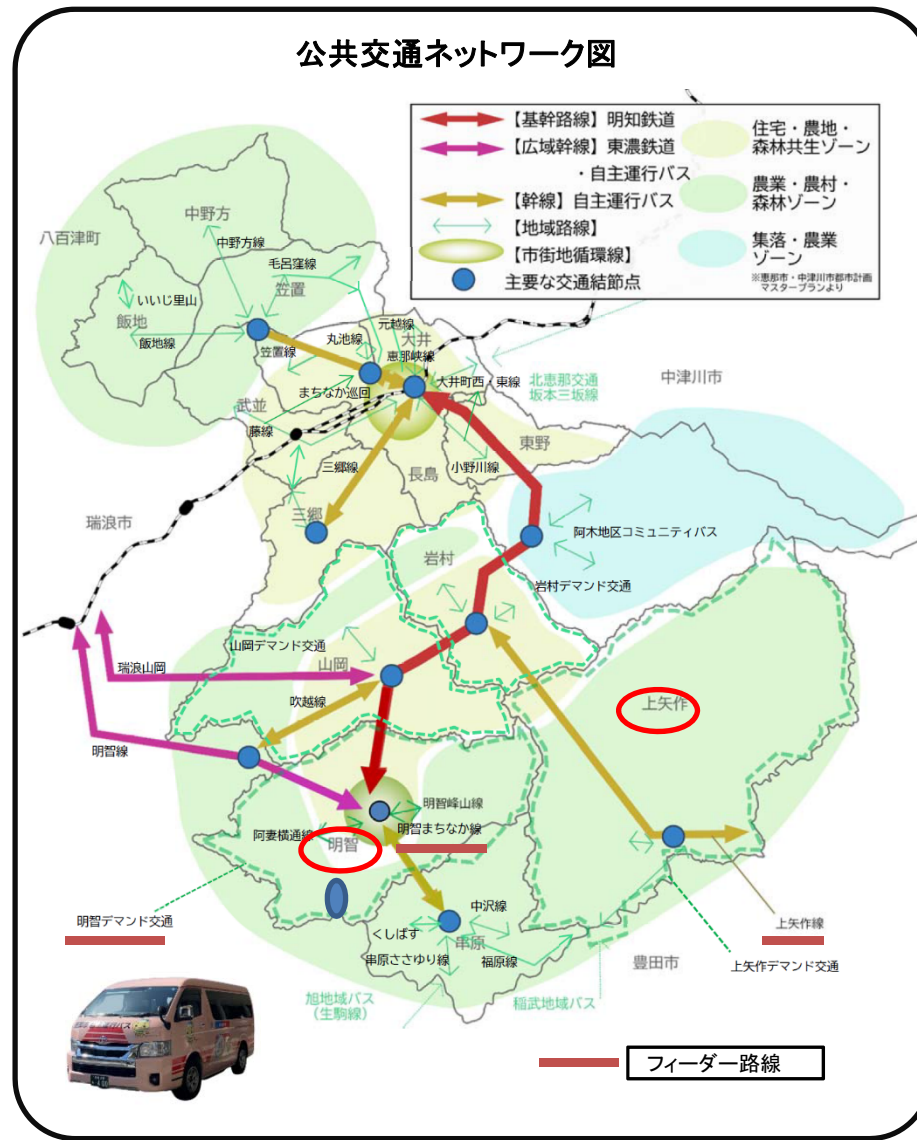 公共交通ネットワーク図
【基幹路線】明知鉄道
【広域幹線】東濃鉄道
・自主運行バス
【幹線】自主運行バス
【地域路線】
【市街地循環線】
主要な交通結節点
住宅・農地・
森林共生ゾーン
農業・農村・
森林ゾーン
集落・農業
ゾーン
※恵那市・中津川市都市計画
マスタープランより
中野方
八百津町
中野方線
毛呂窪線
笠置
いいじ里山
飯地
飯地線
元越線
丸池線
大井
笠置線
恵那峡線
まちなか巡回
大井町西・東線
北恵那交通
坂本三坂線
中津川市
武並
藤線
東野
三郷線
長島
小野川線
三郷
瑞浪市
阿木地区コミュニティバス
岩村
岩村デマンド交通
山岡デマンド交通
山岡
瑞浪山岡
上矢作
吹越線
明智線
明智峰山線
阿妻横通線
明智まちなか線
明智
明智デマンド交通
中沢線
くしばす
串原
串原ささゆり線
福原線
上矢作線
豊田市
上矢作デマンド交通
旭地域バス
(生駒線)
稲武地域バス
フィーダー路線